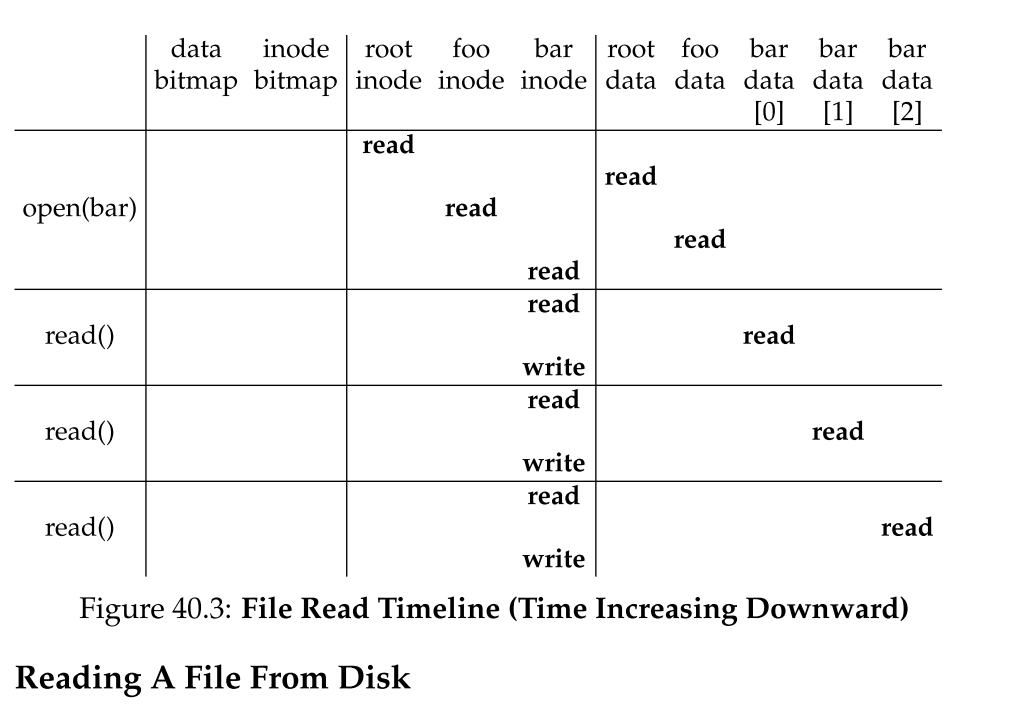 data inode root foo bar root foo bar bar bar
bitmap bitmap inode inode inode data data data data data
[0] [1] [2]
read
read
open(bar) read
read
read
read
read() read
write
read
read() read
write
read
read() read
write
Figure 40.3: File Read Timeline (Time Increasing Downward)
Reading A File From Disk